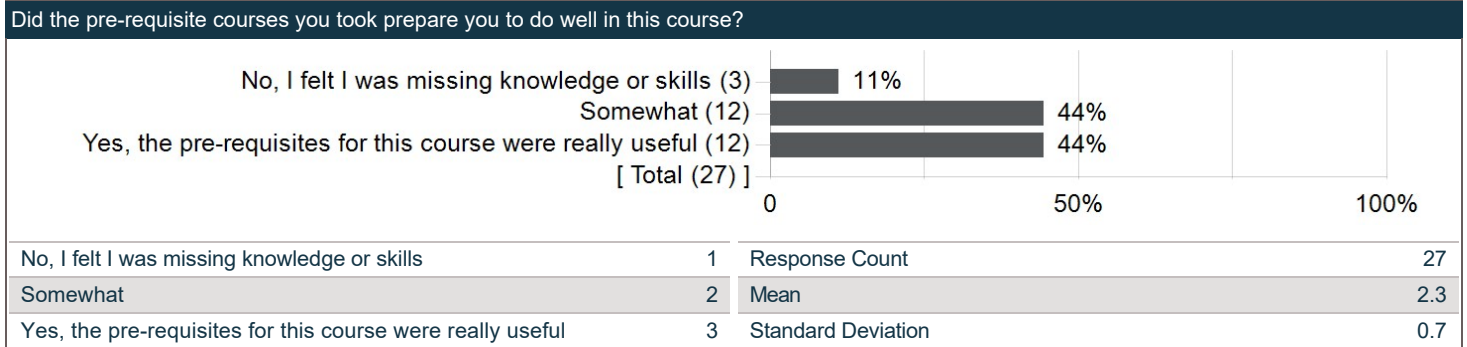 Did the pre-requisite courses you took prepare you to do well in this course?
No, I felt I was missing knowledge or skills (3) 11%
Somewhat (12) 44%
Yes, the pre-requisites for this course were really useful (12) 44%
[ Total (27) ]
0 50% 100%
No, I felt I was missing knowledge or skills 1 Response Count 27
Somewhat 2 Mean 2.3
Yes, the pre-requisites for this course were really useful 3 Standard Deviation 0.7